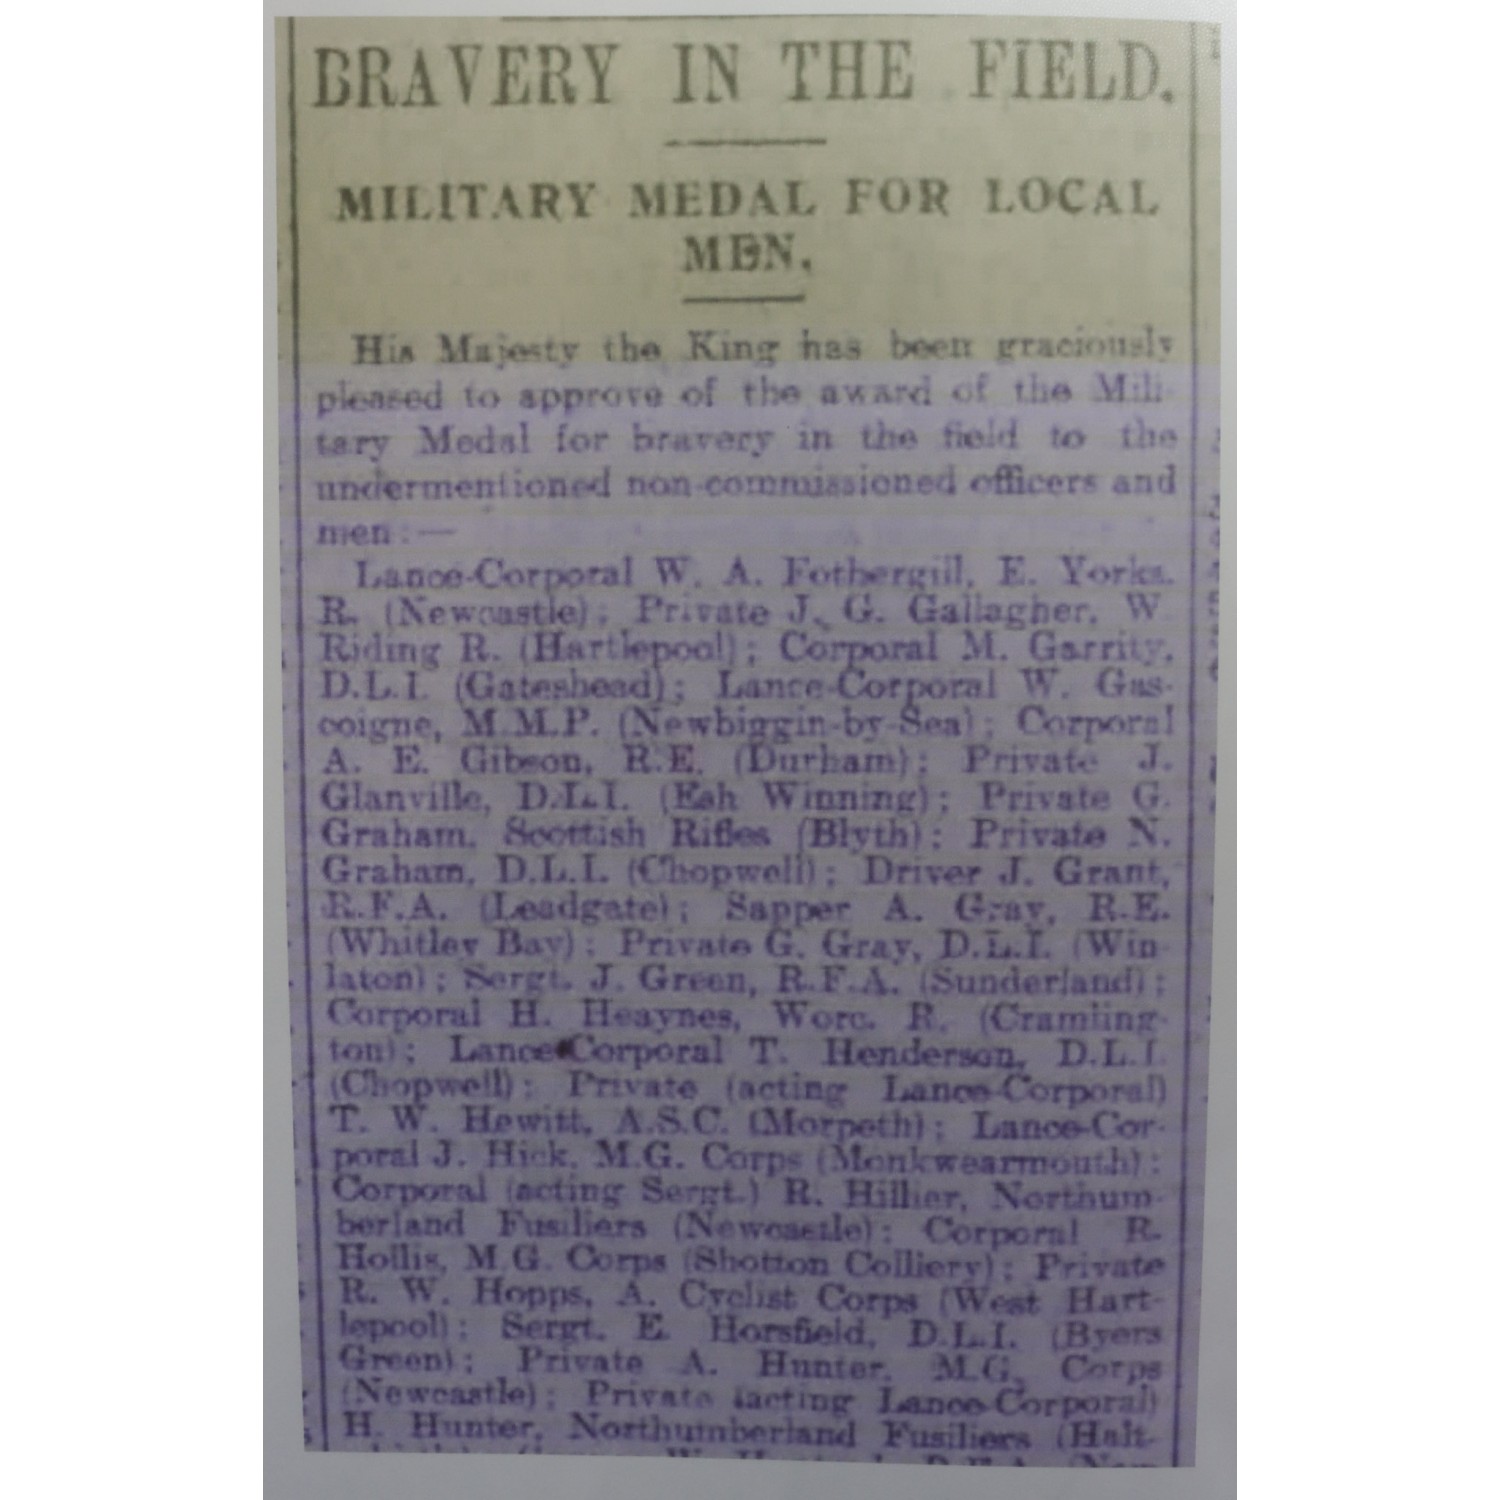 BRAVERY IN THE FIELD.
MILITARY MEDAL FOR LOCAL
MEN.
His Majesty the King has been graciously
pleased to approve of the award of the Mili-
tary Medal for bravery in the field to the
undermentioned non-commissioned officers and
men:—
Lance-Corporal W. A. Fothergill, E. Yorks.
R. (Newcastle); Private J. G. Gallagher, W.
Riding R. (Hartlepool); Corporal M. Garrity,
D.L.I. (Gateshead); Lance-Corporal W. Gas-
coigne, M.M.P. (Newbiggin-by-Sea); Corporal
A. E. Gibson, R.E. (Durham); Private J.
Glanville, D.L.I. (Esh Winning); Private G.
Graham, Scottish Rifles (Blyth); Private N.
Graham, D.L.I. (Chopwell); Driver J. Grant,
R.F.A. (Leadgate); Sapper A. Gray, R.E.
(Whitley Bay); Private G. Gray, D.L.I. (Win-
laton); Sergt. J. Green, R.F.A. (Sunderland);
Corporal H. Heaynes, Worc. R. (Cramling-
ton); Lance-Corporal T. Henderson, D.L.I.
(Chopwell); Private (acting Lance-Corporal)
T. W. Hewitt, A.S.C. (Morpeth); Lance-Cor-
poral J. Hick, M.G. Corps (Monkwearmouth);
Corporal (acting Sergt.) R. Hillier, Northum-
berland Fusiliers (Newcastle); Corporal R.
Hollis, M.G. Corps (Shotton Colliery); Private
R. W. Hopps, A. Cyclist Corps (West Hart-
lepool); Sergt. E. Horsfield, D.L.I. (Byers
Green); Private A. Hunter, M.G. Corps
(Newcastle); Private (acting Lance-Corporal)
H. Hunter, Northumberland Fusiliers (Halt-